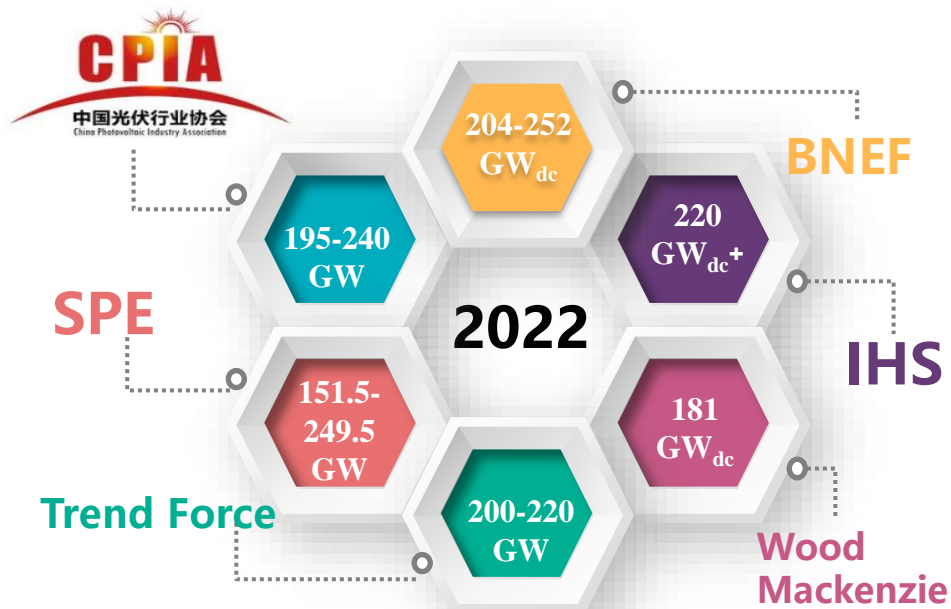 CPIA
中国光伏行业协会
China Photovoltaic Industry Association
204-252
GWdc
BNEF
195-240
GW
220
GWdc+
SPE
2022
IHS
151.5-
249.5
GW
181
GWdc
Trend Force
200-220
GW
Wood
Mackenzie